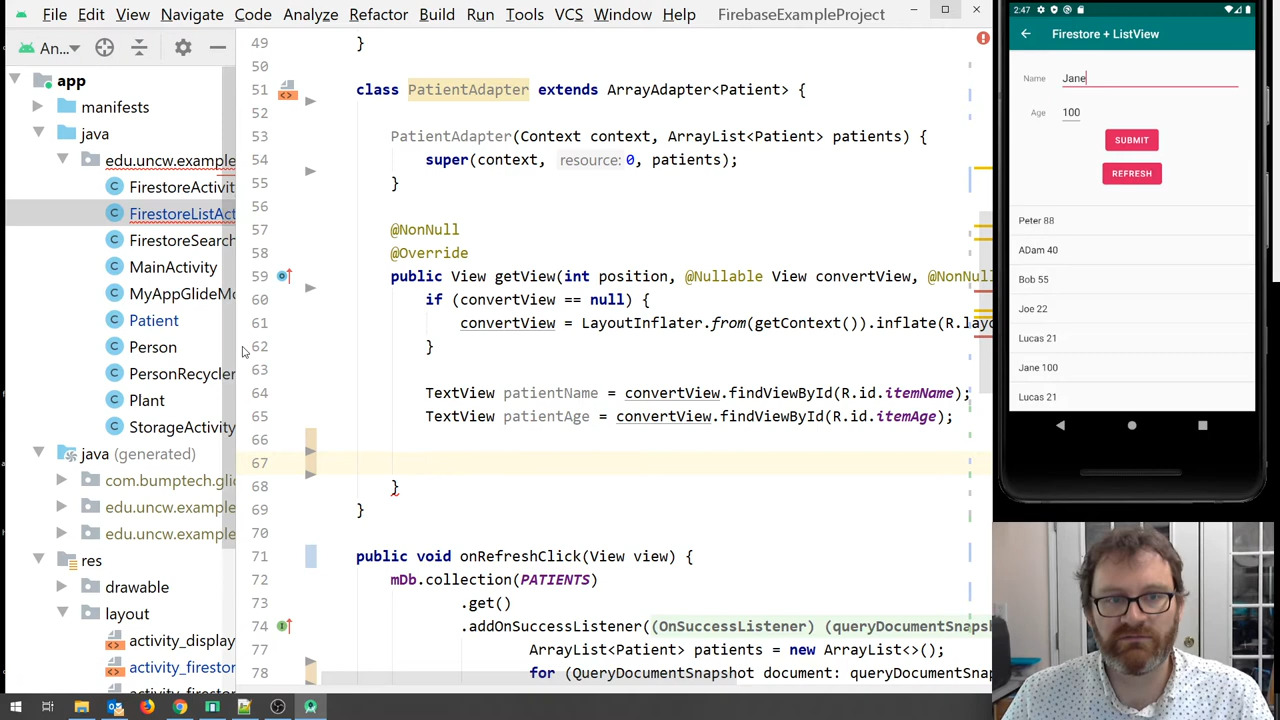 File Edit View Navigate Code Analyze Refactor Build Run Tools VCS Window Help FirebaseExampleProject
An...
app
manifests
java
edu.uncw.example
FirestoreActivit
FirestoreListAct
FirestoreSearch
MainActivity
MyAppGlideMo
Patient
Person
PersonRecycler
Plant
StorageActivity
java (generated)
com.bumptech.gli
edu.uncw.example
edu.uncw.example
res
drawable
layout
activity_display
activity_firestor
49 }
50
51 class PatientAdapter extends ArrayAdapter<Patient> {
52
53 PatientAdapter(Context context, ArrayList<Patient> patients) {
54 super(context, resource: 0, patients);
55 }
56
57 @NonNull
58 @Override
59 public View getView(int position, @Nullable View convertView, @NonNul
60 if (convertView == null) {
61 convertView = LayoutInflater.from(getContext()).inflate(R.layo
62 }
63
64 TextView patientName = convertView.findViewById(R.id.itemName);
65 TextView patientAge = convertView.findViewById(R.id.itemAge);
66
67
68 }
69 }
70
71 public void onRefreshClick(View view) {
72 mDb.collection(PATIENTS)
73 .get()
74 .addOnSuccessListener((OnSuccessListener) (queryDocumentSnaps
77 ArrayList<Patient> patients = new ArrayList<>();
78 for (QueryDocumentSnapshot document: queryDocumentSnaps
2:47
Firestore + ListView
Name Jane
Age 100
SUBMIT
REFRESH
Peter 88
ADam 40
Bob 55
Joe 22
Lucas 21
Jane 100
Lucas 21